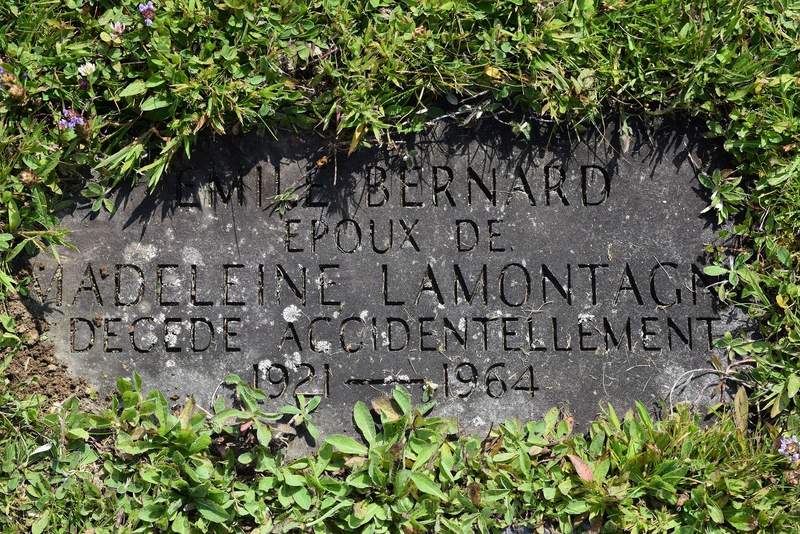 EMILE BERNARD
EPOUX DE
MADELEINE LAMONTAGN
DECEDE ACCIDENTELLEMENT
1921 — 1964